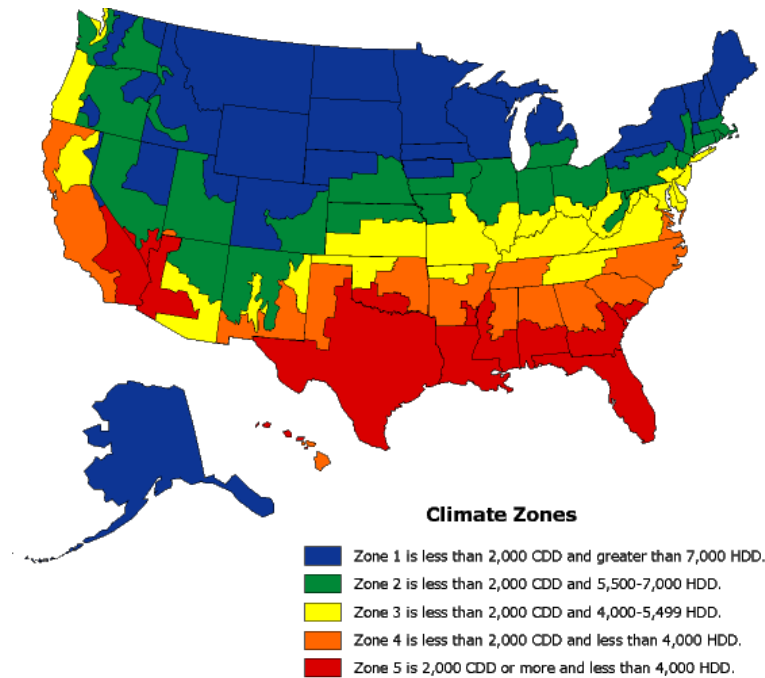 Climate Zones
Zone 1 is less than 2,000 CDD and greater than 7,000 HDD.
Zone 2 is less than 2,000 CDD and 5,500-7,000 HDD.
Zone 3 is less than 2,000 CDD and 4,000-5,499 HDD.
Zone 4 is less than 2,000 CDD and less than 4,000 HDD.
Zone 5 is 2,000 CDD or more and less than 4,000 HDD.